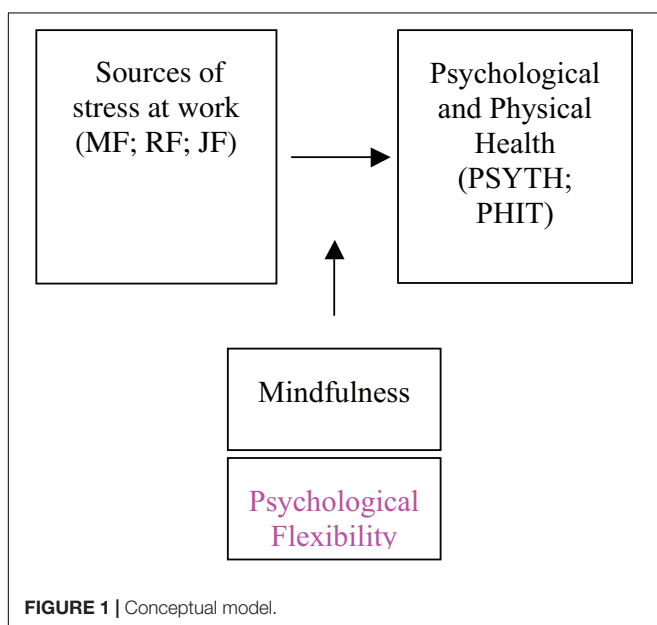 Sources of
stress at work
(MF; RF; JF)
Psychological
and Physical
Health
(PSYTH;
PHIT)
Mindfulness
Psychological
Flexibility
FIGURE 1 | Conceptual model.